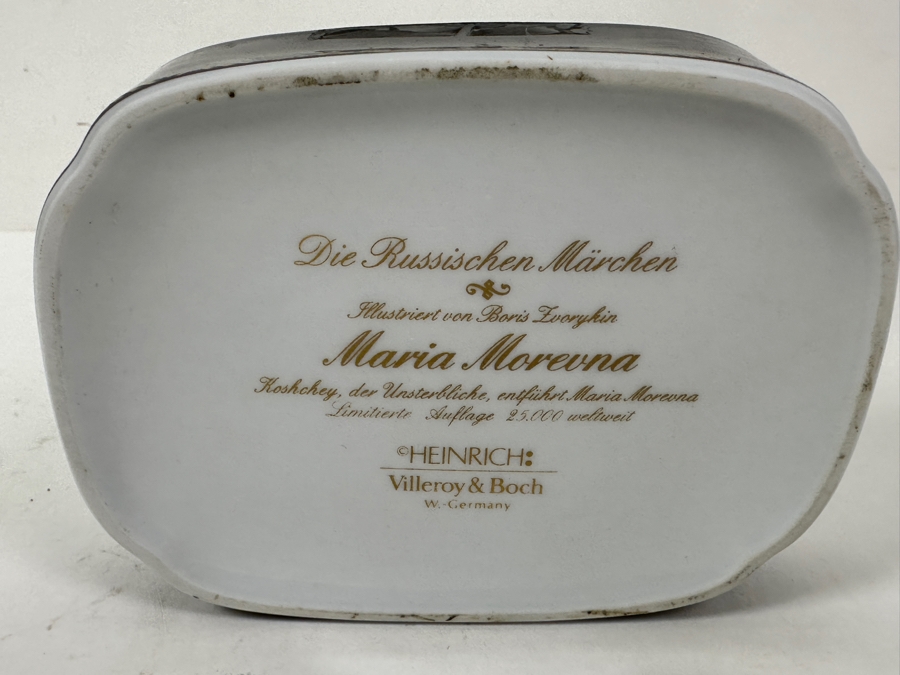 Die Russischen Märchen
Illustriert von Boris Zvorykin
Maria Morevna
Koshchey, der Unsterbliche, entführt Maria Morevna
Limitierte Auflage 25.000 weltweit
©HEINRICH:
Villeroy & Boch
W.-Germany